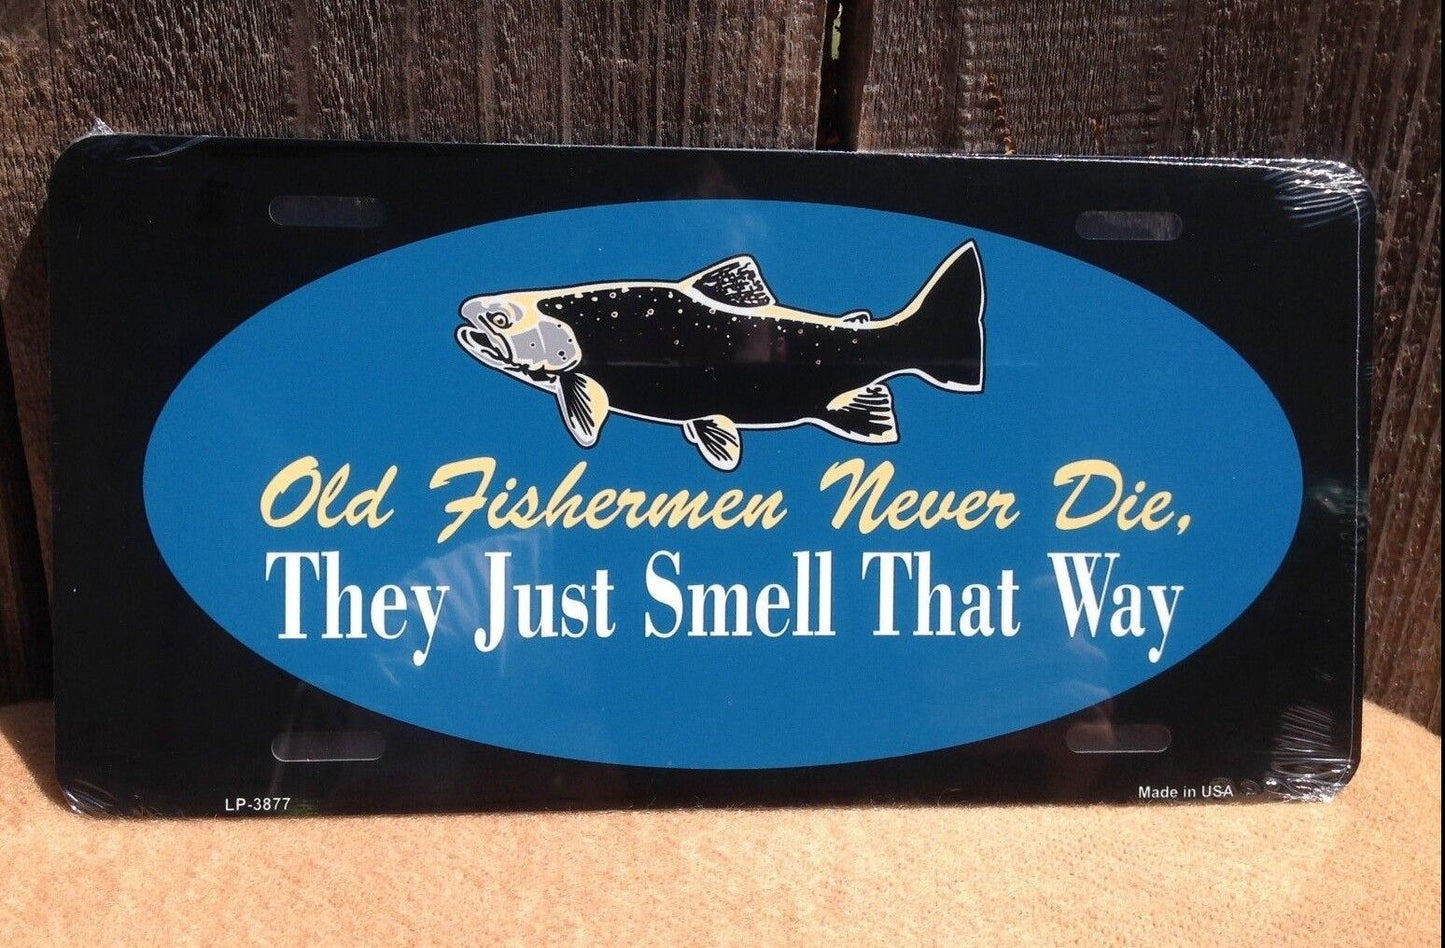 Old Fishermen Never Die,
They Just Smell That Way
LP-3877
Made in USA